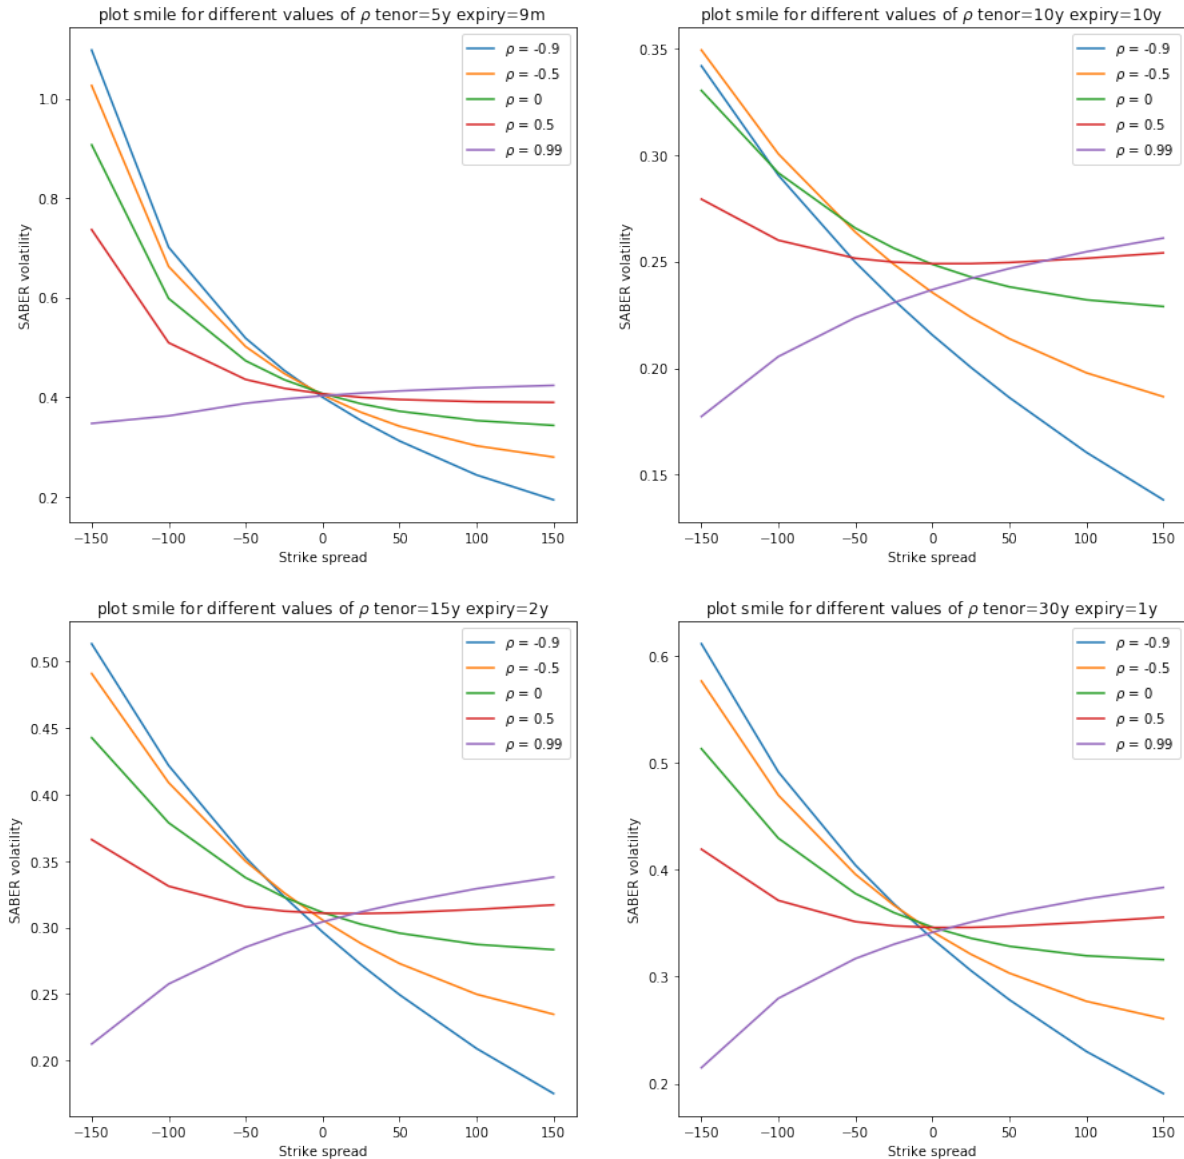 plot smile for different values of ρ tenor=5y expiry=9m
SABER volatility
1.0
0.8
0.6
0.4
0.2
−150 −100 −50 0 50 100 150
Strike spread
ρ = -0.9
ρ = -0.5
ρ = 0
ρ = 0.5
ρ = 0.99
plot smile for different values of ρ tenor=10y expiry=10y
SABER volatility
0.35
0.30
0.25
0.20
0.15
−150 −100 −50 0 50 100 150
Strike spread
ρ = -0.9
ρ = -0.5
ρ = 0
ρ = 0.5
ρ = 0.99
plot smile for different values of ρ tenor=15y expiry=2y
SABER volatility
0.50
0.45
0.40
0.35
0.30
0.25
0.20
−150 −100 −50 0 50 100 150
Strike spread
ρ = -0.9
ρ = -0.5
ρ = 0
ρ = 0.5
ρ = 0.99
plot smile for different values of ρ tenor=30y expiry=1y
SABER volatility
0.6
0.5
0.4
0.3
0.2
−150 −100 −50 0 50 100 150
Strike spread
ρ = -0.9
ρ = -0.5
ρ = 0
ρ = 0.5
ρ = 0.99